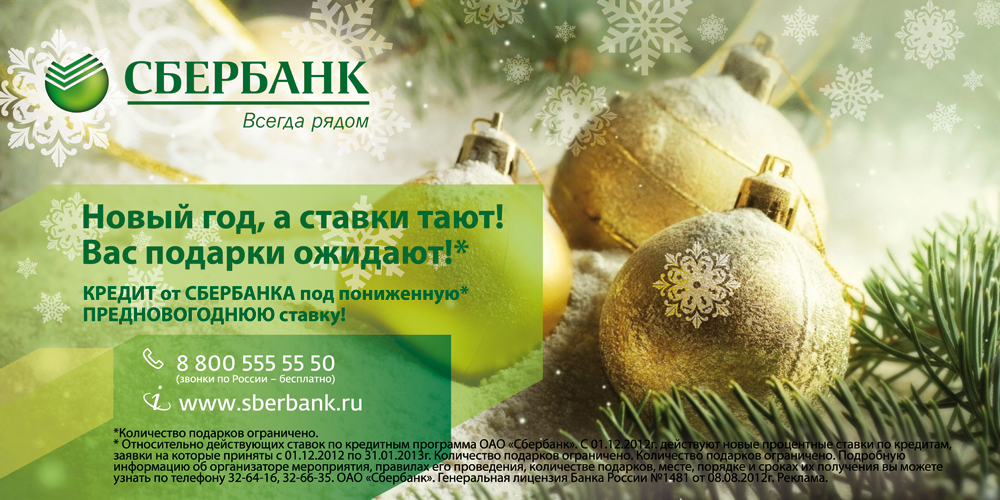 СБЕРБАНК
Всегда рядом
Новый год, а ставки тают!
Вас подарки ожидают!*
КРЕДИТ от СБЕРБАНКА под пониженную*
ПРЕДНОВОГОДНЮЮ ставку!
8 800 555 55 50
(звонки по России – бесплатно)
www.sberbank.ru
*Количество подарков ограничено.
* Относительно действующих ставок по кредитным программа ОАО «Сбербанк». С 01.12.2012г. действуют новые процентные ставки по кредитам,
заявки на которые приняты с 01.12.2012 по 31.01.2013г. Количество подарков ограничено. Количество подарков ограничено. Подробную
информацию об организаторе мероприятия, правилах его проведения, количестве подарков, месте, порядке и сроках их получения вы можете
узнать по телефону 32-64-16, 32-66-35. ОАО «Сбербанк». Генеральная лицензия Банка России №1481 от 08.08.2012г. Реклама.